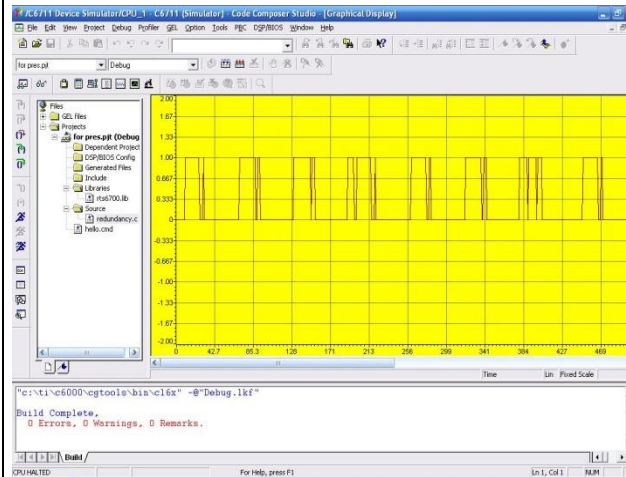 /C6711 Device Simulator/CPU_1 - C6711 (Simulator) - Code Composer Studio - [Graphical Display]
File Edit View Project Debug Profiler GEL Option Tools PBC DSP/BIOS Window Help
for pres.pjt Debug
Files
GEL files
Projects
for pres.pjt (Debug
Dependent Project
DSP/BIOS Config
Generated Files
Include
Libraries
rts6700.lib
Source
redundancy.c
hello.cmd
2.00
1.67
1.33
1.00
0.667
0.333
0
-0.333
-0.667
-1.00
-1.33
-1.67
-2.00
0 42.7 85.3 128 171 213 256 299 341 384 427 469
Time Lin Fixed Scale
"c:\ti\c6000\cgtools\bin\cl6x" -@"Debug.lkf"
Build Complete,
0 Errors, 0 Warnings, 0 Remarks.
Build
CPU HALTED For Help, press F1 Ln 1, Col 1 NUM